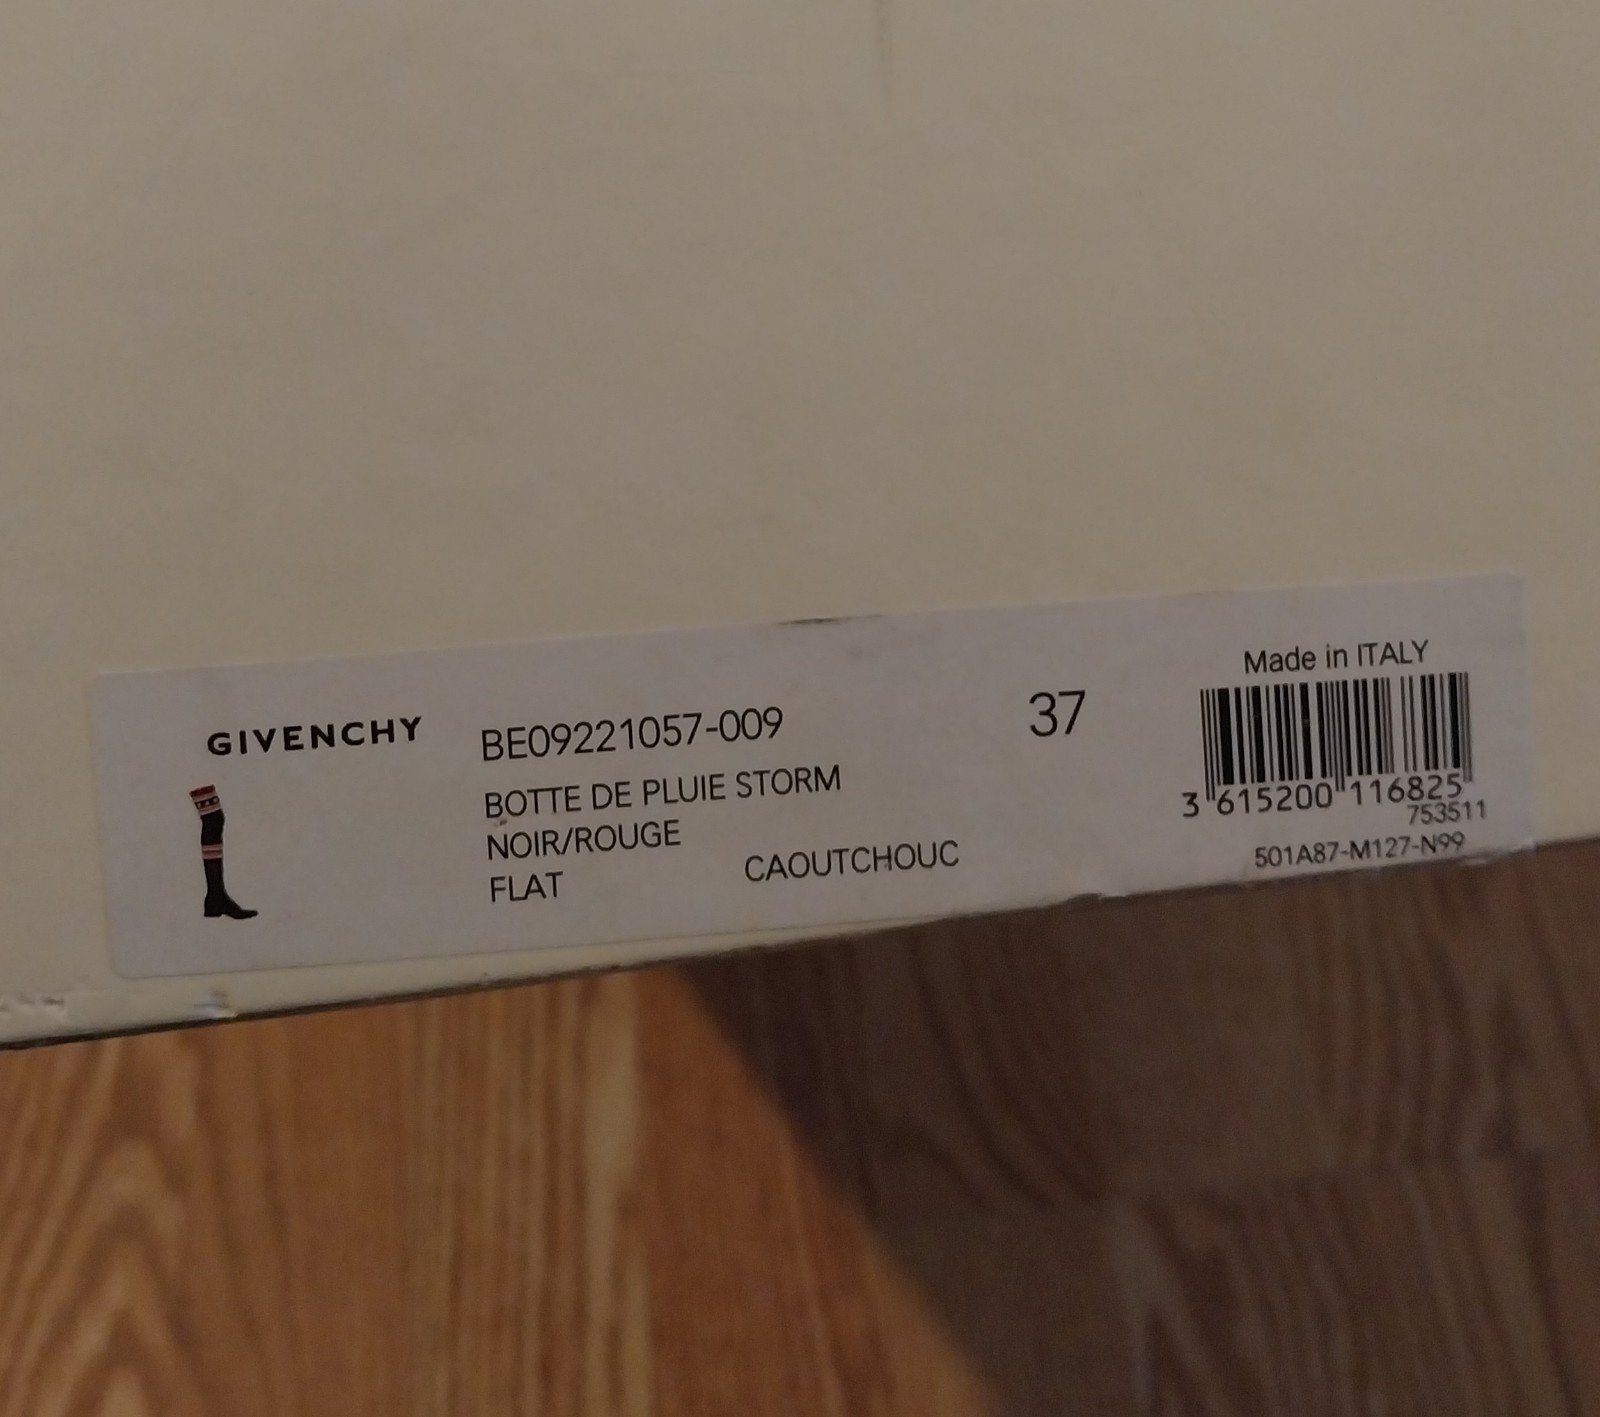 GIVENCHY
BE09221057-009
37
BOTTE DE PLUIE STORM
NOIR/ROUGE
FLAT
CAOUTCHOUC
Made in ITALY
3 615200 116825
753511
501A87-M127-N99